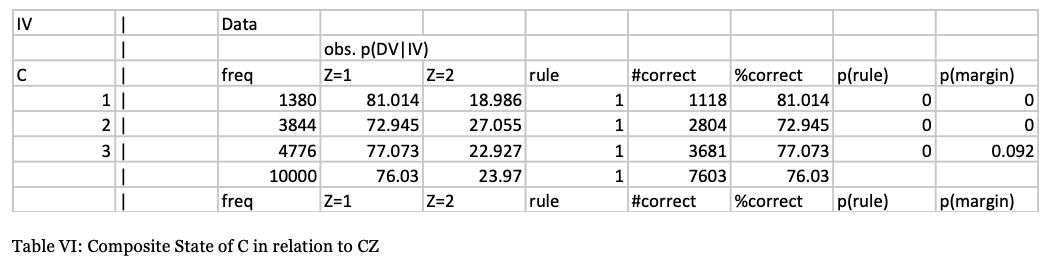 IV | Data
| obs. p(DV|IV)
C | freq Z=1 Z=2 rule #correct %correct p(rule) p(margin)
1 | 1380 81.014 18.986 1 1118 81.014 0 0
2 | 3844 72.945 27.055 1 2804 72.945 0 0
3 | 4776 77.073 22.927 1 3681 77.073 0 0.092
| 10000 76.03 23.97 1 7603 76.03
| freq Z=1 Z=2 rule #correct %correct p(rule) p(margin)
Table VI: Composite State of C in relation to CZ